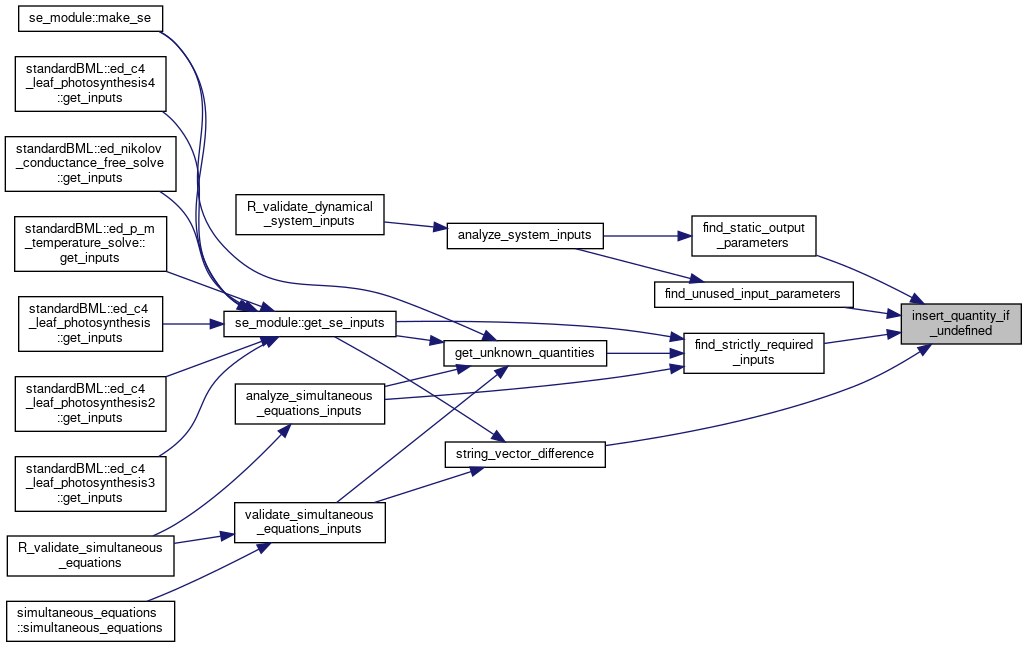 se_module::make_se
standardBML::ed_c4
_leaf_photosynthesis4
::get_inputs
standardBML::ed_nikolov
_conductance_free_solve
::get_inputs
standardBML::ed_p_m
_temperature_solve::
get_inputs
standardBML::ed_c4
_leaf_photosynthesis
::get_inputs
standardBML::ed_c4
_leaf_photosynthesis2
::get_inputs
standardBML::ed_c4
_leaf_photosynthesis3
::get_inputs
R_validate_simultaneous
_equations
simultaneous_equations
::simultaneous_equations
R_validate_dynamical
_system_inputs
se_module::get_se_inputs
analyze_simultaneous
_equations_inputs
validate_simultaneous
_equations_inputs
analyze_system_inputs
get_unknown_quantities
string_vector_difference
find_static_output
_parameters
find_unused_input_parameters
find_strictly_required
_inputs
insert_quantity_if
_undefined